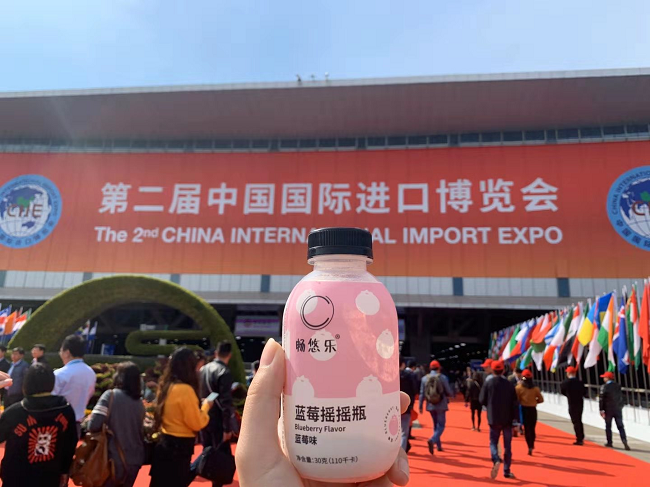 第二届中国国际进口博览会
The 2nd CHINA INTERN AL IMPORT EXPO
畅悠乐®
蓝莓摇摇瓶
Blueberry Flavor
蓝莓味
净含量:30克(110千卡)